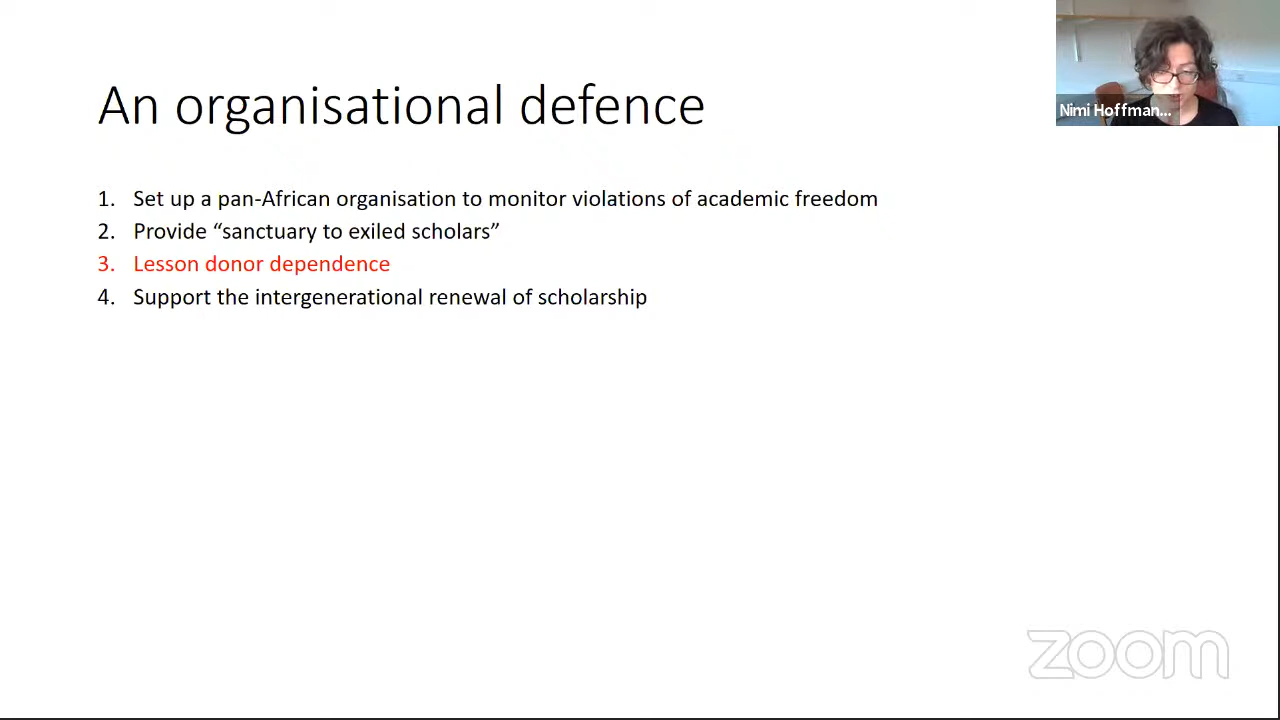 An organisational defence
Nimi Hoffman...
1. Set up a pan-African organisation to monitor violations of academic freedom
2. Provide “sanctuary to exiled scholars”
3. Lesson donor dependence
4. Support the intergenerational renewal of scholarship
zoom